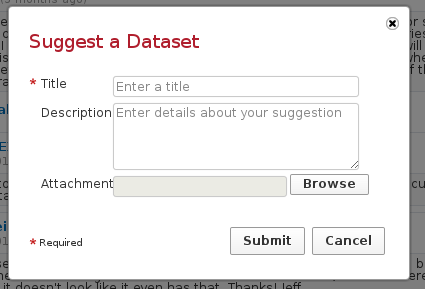 (3 months ago)
Suggest a Dataset
* Title
Enter a title
Description
Enter details about your suggestion
Attachment
Browse
* Required
Submit
Cancel
it doesn't look like it even has that. Thanks! Jeff